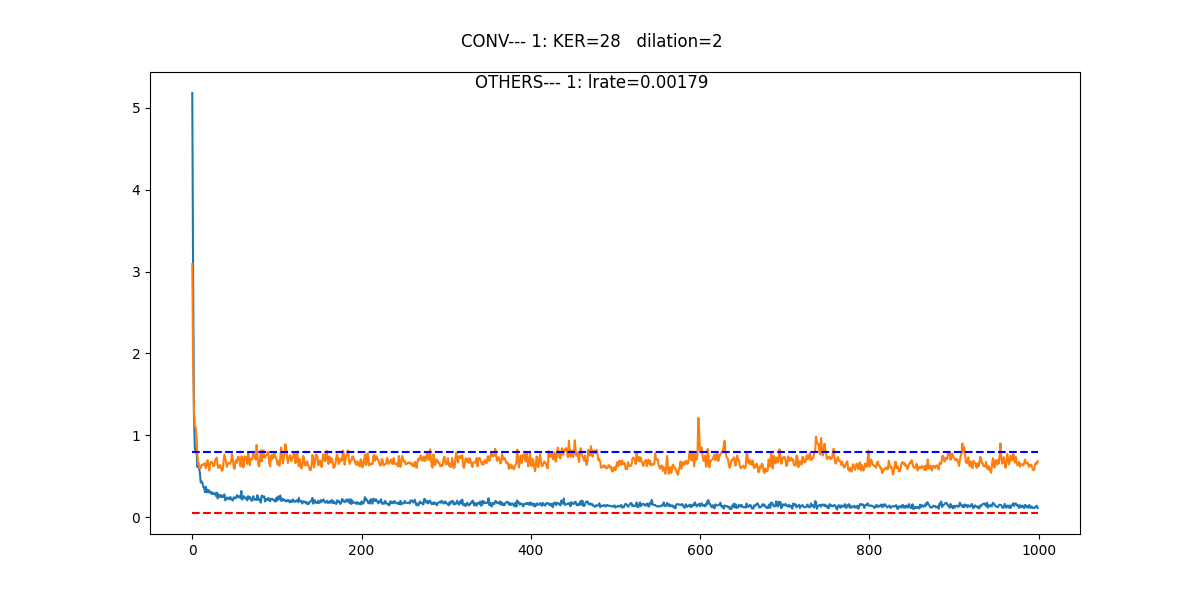 CONV--- 1: KER=28   dilation=2
OTHERS--- 1: lrate=0.00179
5
4
3
2
1
0
0 200 400 600 800 1000